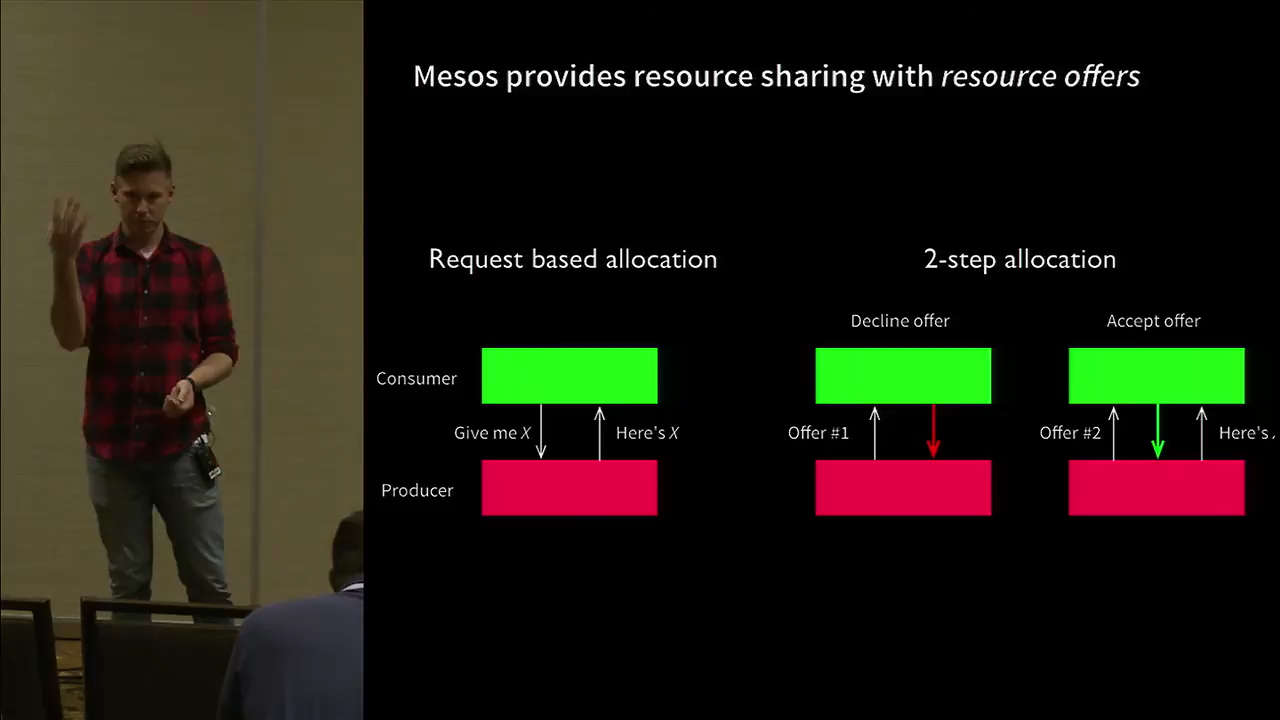 Mesos provides resource sharing with resource offers
Request based allocation
2-step allocation
Decline offer
Accept offer
Consumer
Give me X
Here's X
Offer #1
Offer #2
Here's
Producer